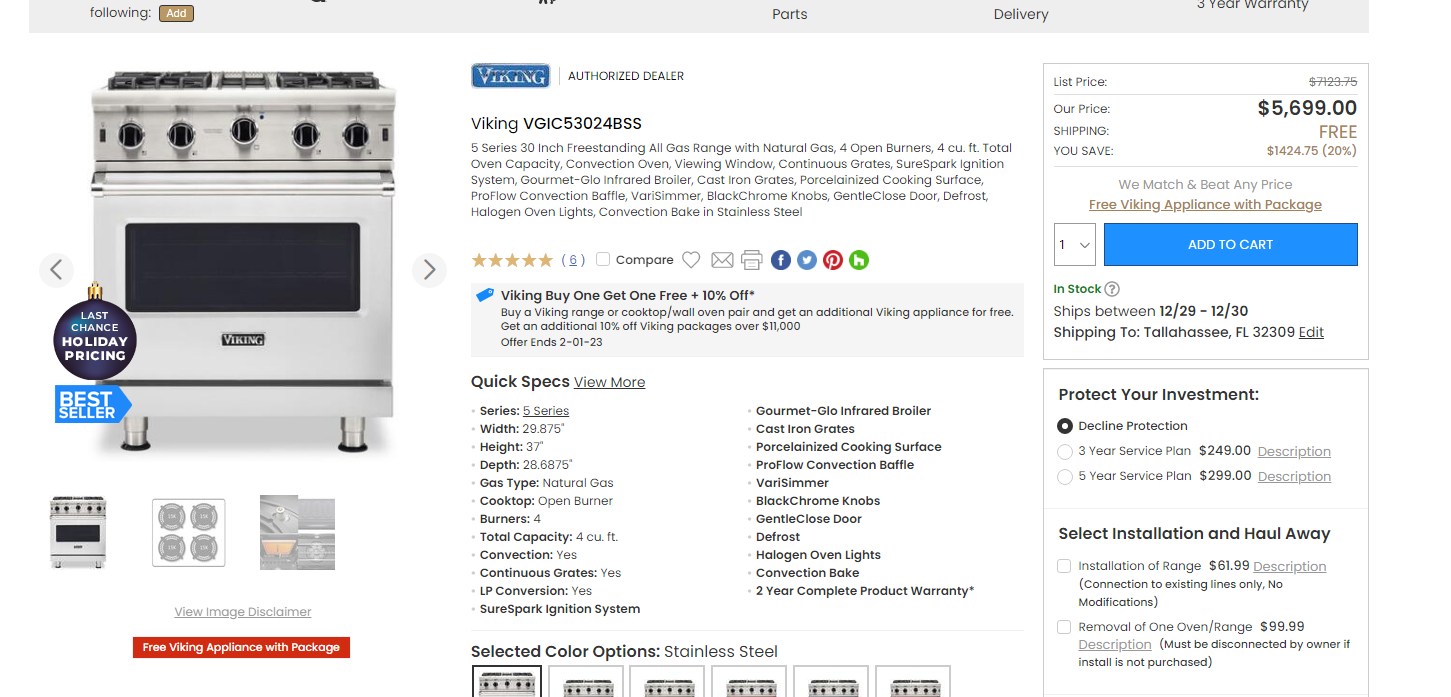 following: Add
Parts
Delivery
3 Year Warranty
VIKING
AUTHORIZED DEALER
Viking VGIC53024BSS
5 Series 30 Inch Freestanding All Gas Range with Natural Gas, 4 Open Burners, 4 cu. ft. Total
Oven Capacity, Convection Oven, Viewing Window, Continuous Grates, SureSpark Ignition
System, Gourmet-Glo Infrared Broiler, Cast Iron Grates, Porcelainized Cooking Surface,
ProFlow Convection Baffle, VariSimmer, BlackChrome Knobs, GentleClose Door, Defrost,
Halogen Oven Lights, Convection Bake in Stainless Steel
( 6 ) Compare
Viking Buy One Get One Free + 10% Off*
Buy a Viking range or cooktop/wall oven pair and get an additional Viking appliance for free.
Get an additional 10% off Viking packages over $11,000
Offer Ends 2-01-23
Quick Specs View More
Series: 5 Series
Width: 29.875"
Height: 37"
Depth: 28.6875"
Gas Type: Natural Gas
Cooktop: Open Burner
Burners: 4
Total Capacity: 4 cu. ft.
Convection: Yes
Continuous Grates: Yes
LP Conversion: Yes
SureSpark Ignition System
Gourmet-Glo Infrared Broiler
Cast Iron Grates
Porcelainized Cooking Surface
ProFlow Convection Baffle
VariSimmer
BlackChrome Knobs
GentleClose Door
Defrost
Halogen Oven Lights
Convection Bake
2 Year Complete Product Warranty*
Selected Color Options: Stainless Steel
VIKING
LAST
CHANCE
HOLIDAY
PRICING
BEST
SELLER
15K 15K
15K 15K
View Image Disclaimer
Free Viking Appliance with Package
List Price: $7123.75
Our Price: $5,699.00
SHIPPING: FREE
YOU SAVE: $1424.75 (20%)
We Match & Beat Any Price
Free Viking Appliance with Package
1 ADD TO CART
In Stock ?
Ships between 12/29 - 12/30
Shipping To: Tallahassee, FL 32309 Edit
Protect Your Investment:
Decline Protection
3 Year Service Plan $249.00 Description
5 Year Service Plan $299.00 Description
Select Installation and Haul Away
Installation of Range $61.99 Description
(Connection to existing lines only, No
Modifications)
Removal of One Oven/Range $99.99
Description (Must be disconnected by owner if
install is not purchased)